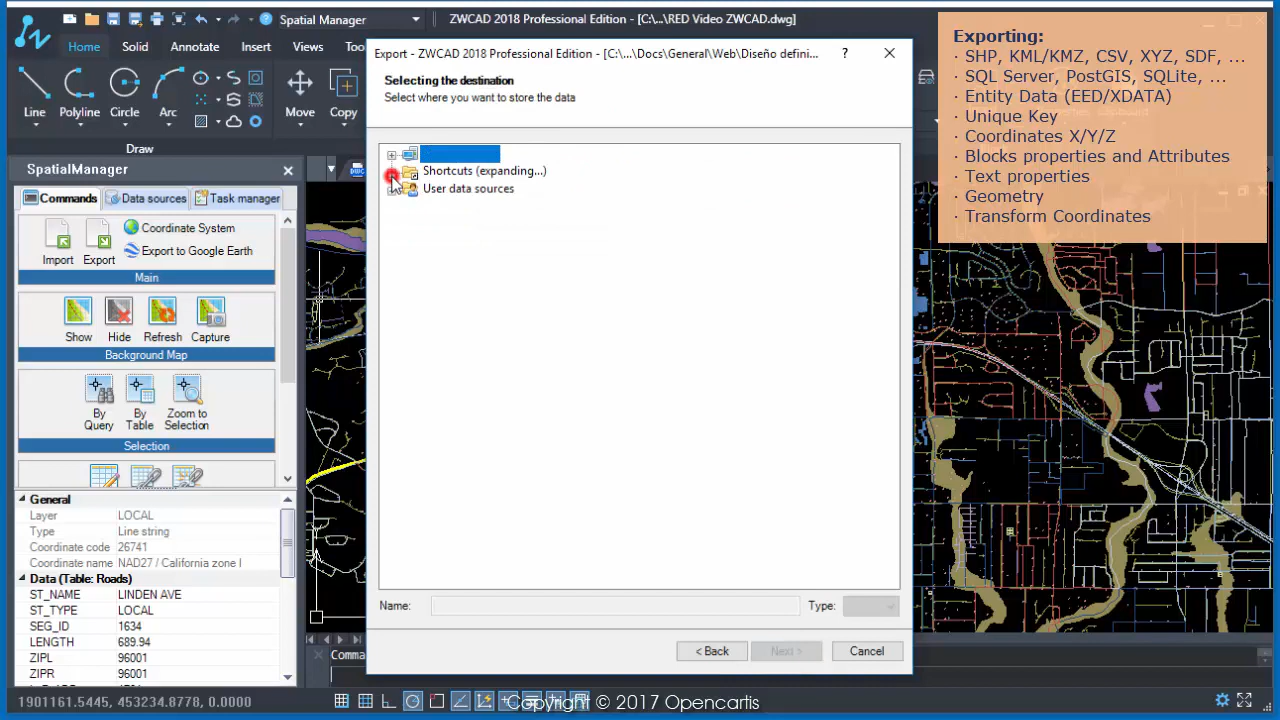 Spatial Manager
ZWCAD 2018 Professional Edition - [C:\...\RED Video ZWCAD.dwg]
Home
Solid
Annotate
Insert
Views
Line
Polyline
Circle
Arc
Move
Copy
Draw
SpatialManager
Commands
Data sources
Task manager
Import
Export
Coordinate System
Export to Google Earth
Main
Show
Hide
Refresh
Capture
Background Map
By Query
By Table
Zoom to Selection
Selection
General
Layer LOCAL
Type Line string
Coordinate code 26741
Coordinate name NAD27 / California zone I
Data (Table: Roads)
ST_NAME LINDEN AVE
ST_TYPE LOCAL
SEG_ID 1634
LENGTH 689.94
ZIPL 96001
ZIPR 96001
1901161.5445, 453234.8778, 0.0000
Export - ZWCAD 2018 Professional Edition - [C:\...\Docs\General\Web\Diseño defini...
?
Selecting the destination
Select where you want to store the data
Shortcuts (expanding...)
User data sources
Name:
Type:
< Back
Next >
Cancel
Comma
Exporting:
· SHP, KML/KMZ, CSV, XYZ, SDF, ...
· SQL Server, PostGIS, SQLite, ...
· Entity Data (EED/XDATA)
· Unique Key
· Coordinates X/Y/Z
· Blocks properties and Attributes
· Text properties
· Geometry
· Transform Coordinates
Copyright © 2017 Opencartis